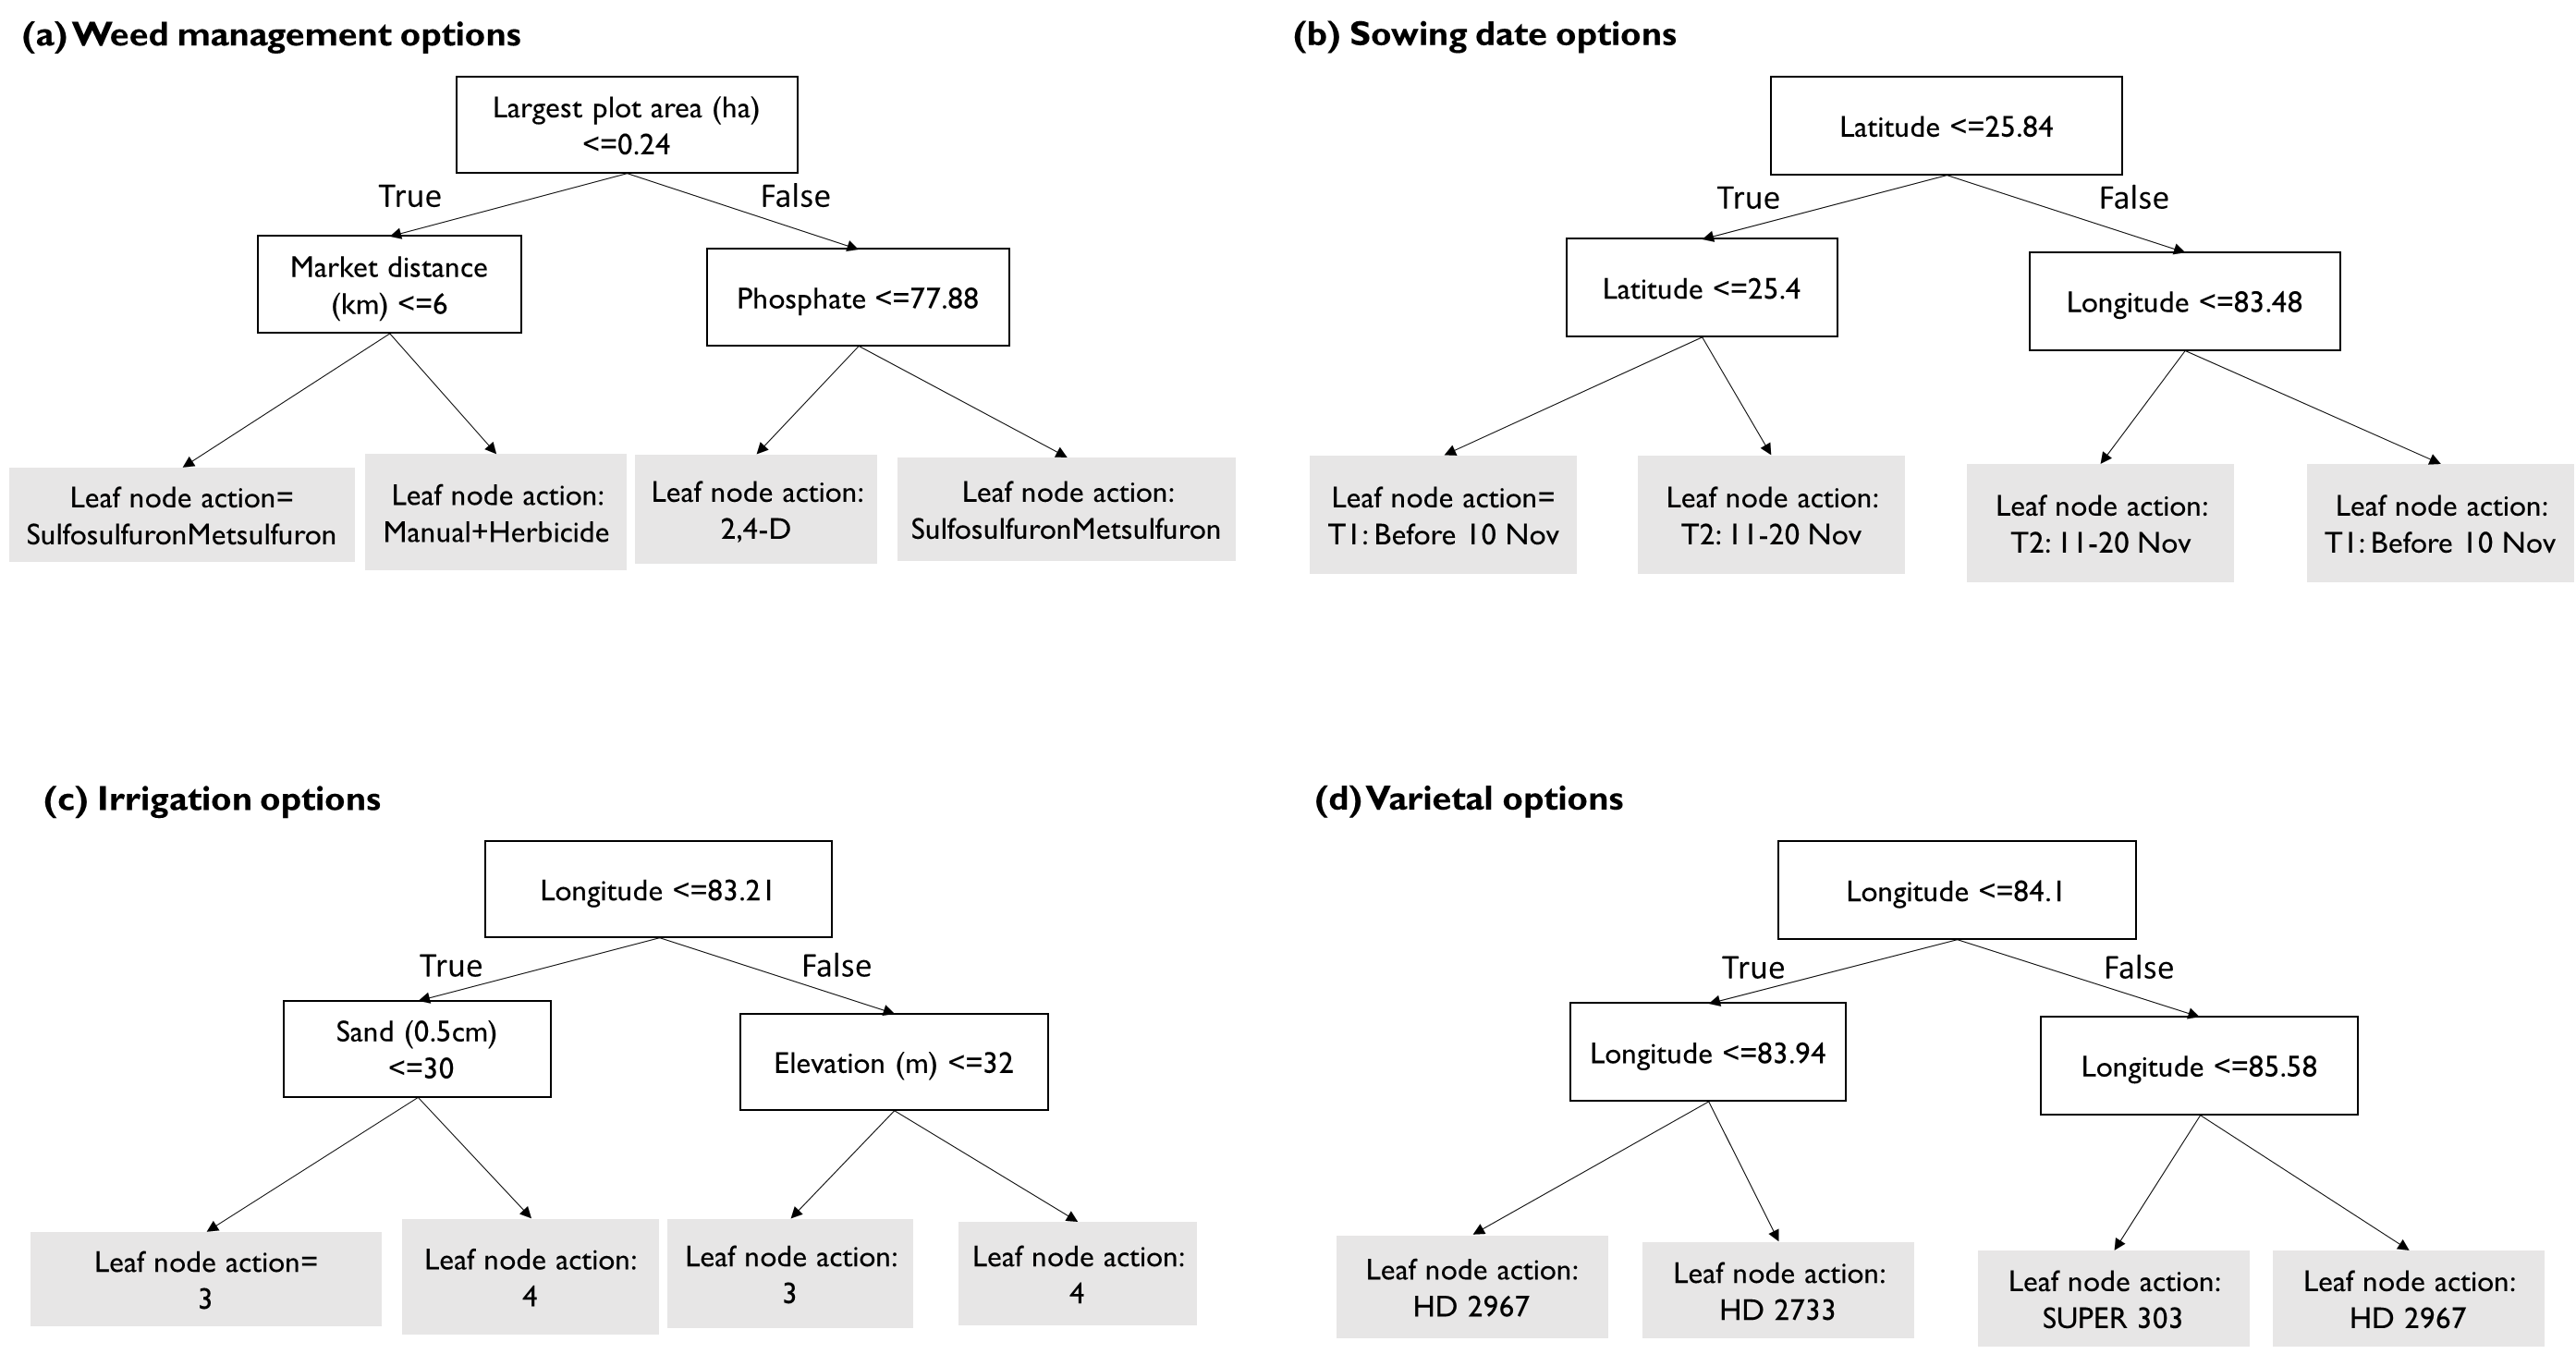 (a) Weed management options
Largest plot area (ha)
<=0.24
True
False
Market distance
(km) <=6
Phosphate <=77.88
Leaf node action=
SulfosulfuronMetsulfuron
Leaf node action:
Manual+Herbicide
Leaf node action:
2,4-D
Leaf node action:
SulfosulfuronMetsulfuron
(b) Sowing date options
Latitude <=25.84
True
False
Latitude <=25.4
Longitude <=83.48
Leaf node action=
T1: Before 10 Nov
Leaf node action:
T2: 11-20 Nov
Leaf node action:
T2: 11-20 Nov
Leaf node action:
T1: Before 10 Nov
(c) Irrigation options
Longitude <=83.21
True
False
Sand (0.5cm)
<=30
Elevation (m) <=32
Leaf node action=
3
Leaf node action:
4
Leaf node action:
3
Leaf node action:
4
(d) Varietal options
Longitude <=84.1
True
False
Longitude <=83.94
Longitude <=85.58
Leaf node action:
HD 2967
Leaf node action:
HD 2733
Leaf node action:
SUPER 303
Leaf node action:
HD 2967